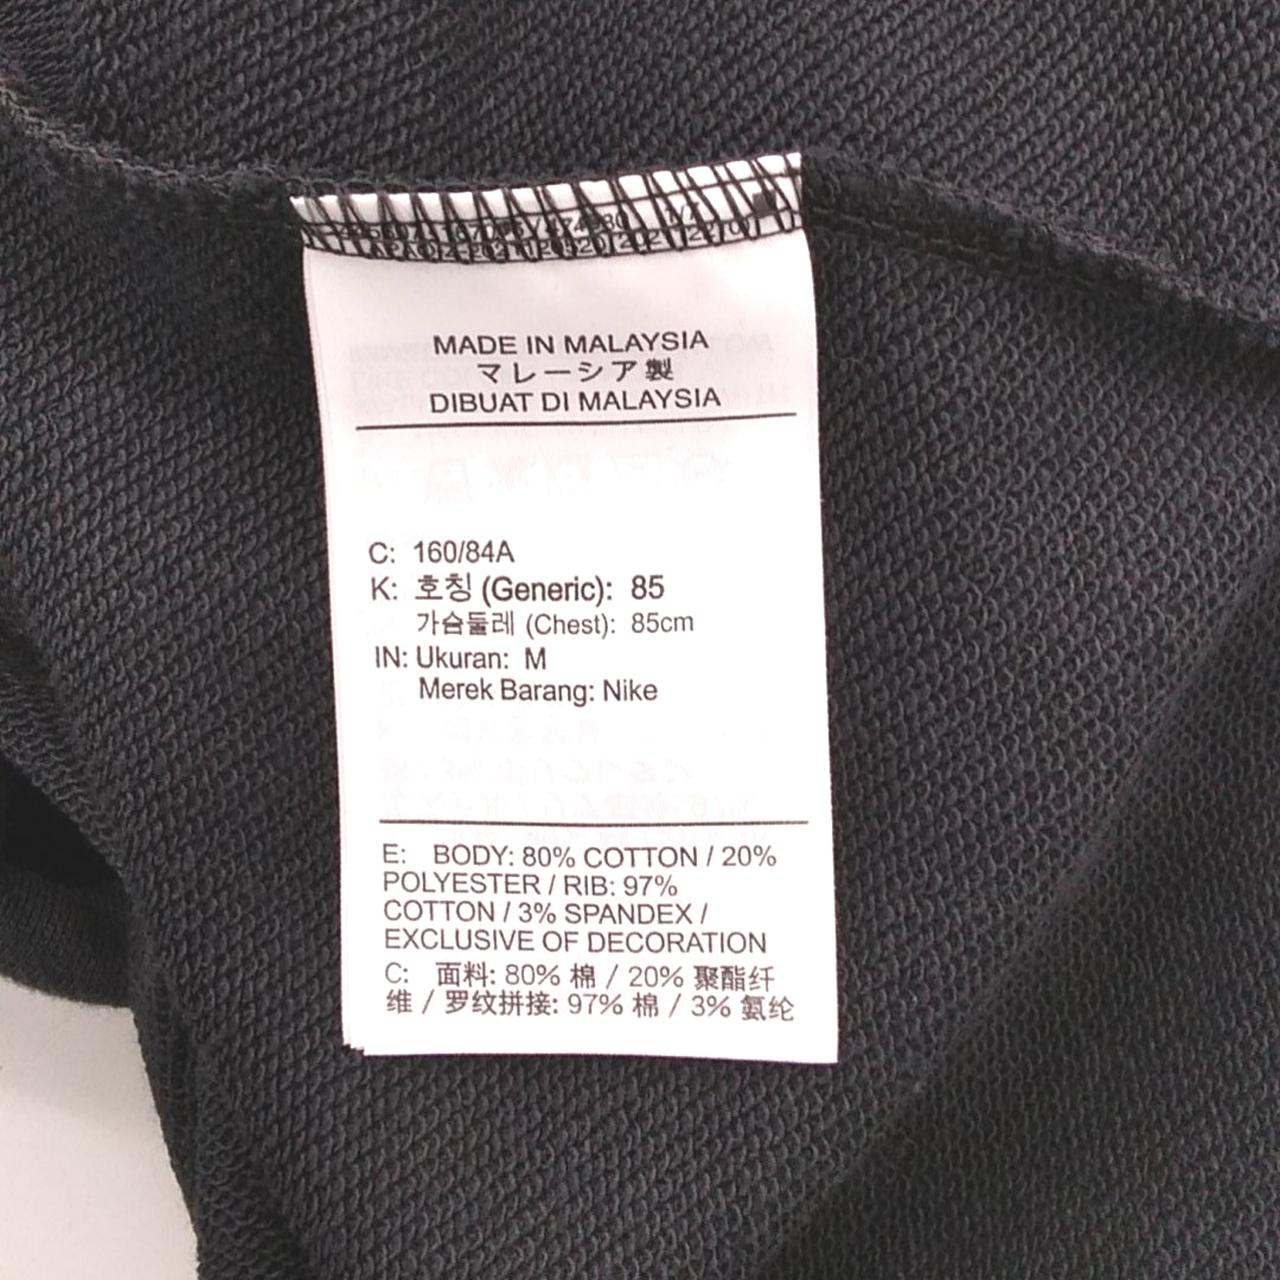 MADE IN MALAYSIA
マレーシア製
DIBUAT DI MALAYSIA
C: 160/84A
K: 호칭 (Generic): 85
가슴둘레 (Chest): 85cm
IN: Ukuran: M
Merek Barang: Nike
E: BODY: 80% COTTON / 20%
POLYESTER / RIB: 97%
COTTON / 3% SPANDEX /
EXCLUSIVE OF DECORATION
C: 面料: 80% 棉 / 20% 聚酯纤
维 / 罗纹拼接: 97% 棉 / 3% 氨纶